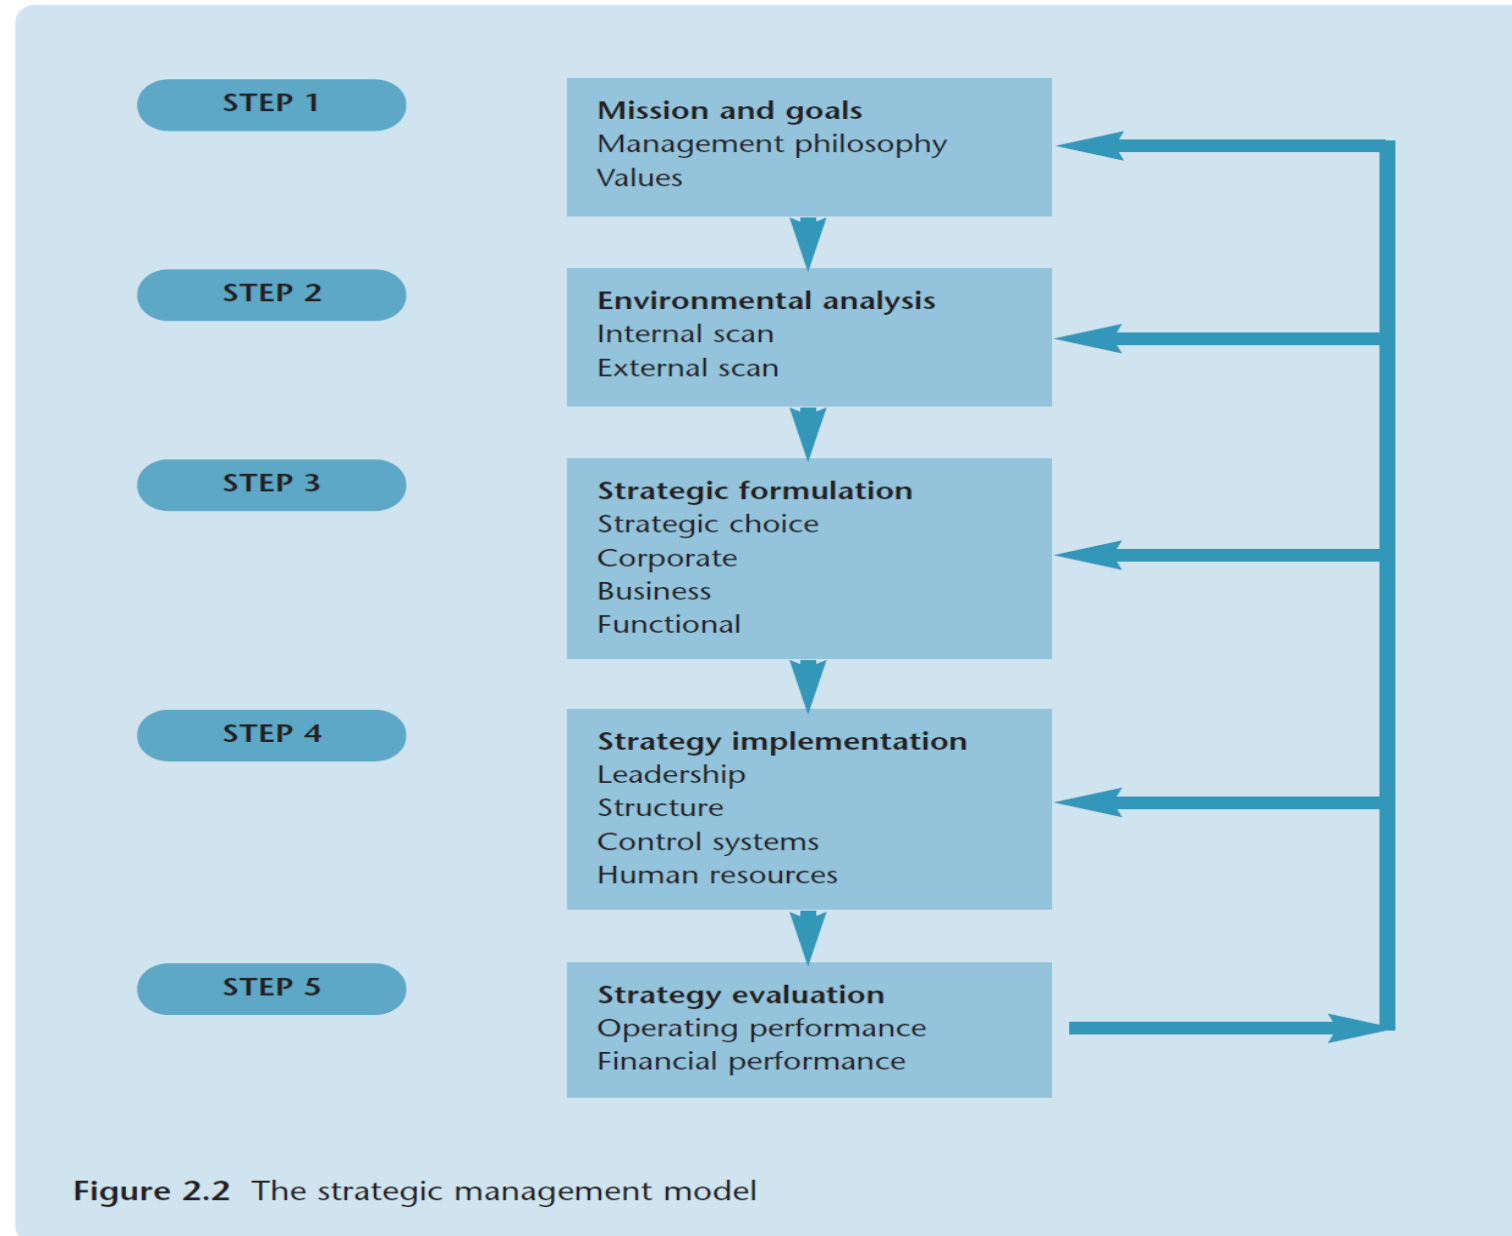 STEP 1
Mission and goals
Management philosophy
Values
STEP 2
Environmental analysis
Internal scan
External scan
STEP 3
Strategic formulation
Strategic choice
Corporate
Business
Functional
STEP 4
Strategy implementation
Leadership
Structure
Control systems
Human resources
STEP 5
Strategy evaluation
Operating performance
Financial performance
Figure 2.2 The strategic management model